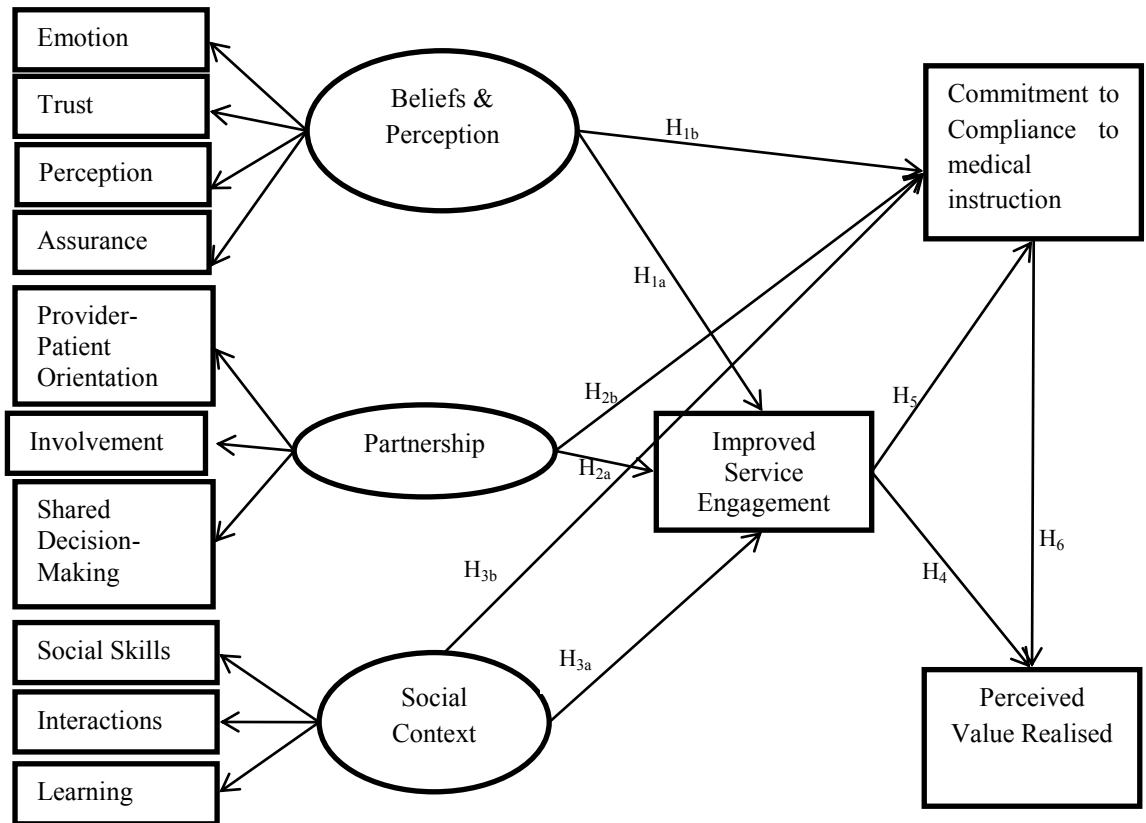 Emotion
Trust
Perception
Assurance
Provider-
Patient
Orientation
Involvement
Shared
Decision-
Making
Social Skills
Interactions
Learning
Beliefs &
Perception
Partnership
Social
Context
H1b
H1a
H2b
H2a
H3b
H3a
Improved
Service
Engagement
H5
H4
H6
Commitment to
Compliance to
medical
instruction
Perceived
Value Realised